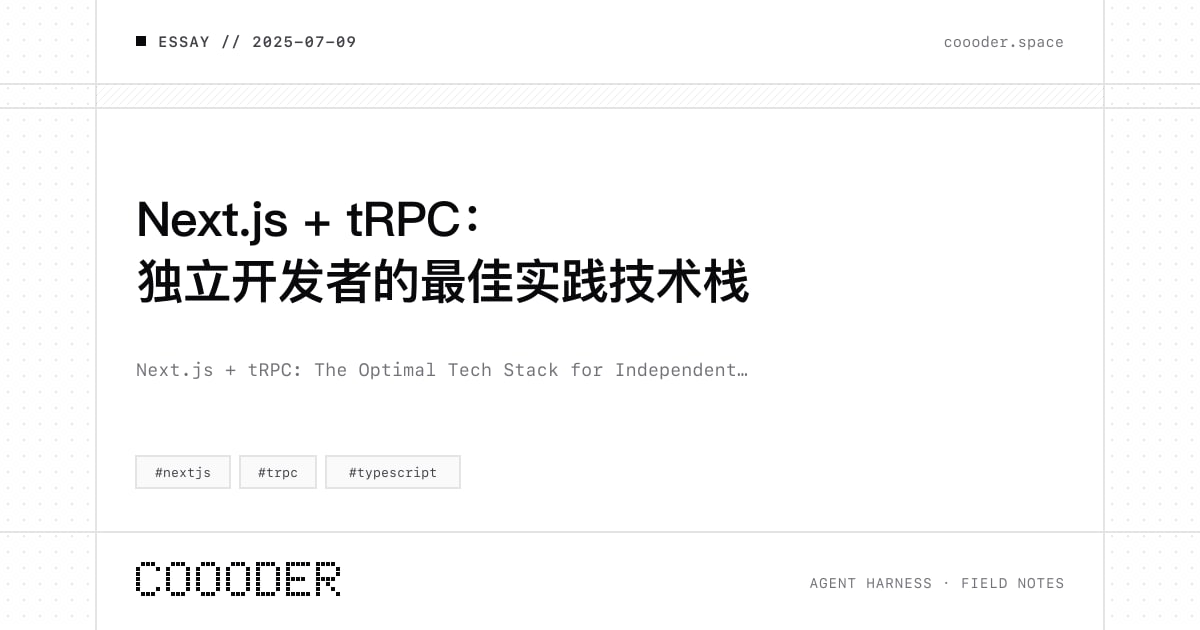 ESSAY // 2025-07-09
coooder.space
Next.js + tRPC：
独立开发者的最佳实践技术栈
Next.js + tRPC: The Optimal Tech Stack for Independent…
#nextjs
#trpc
#typescript
COOODER
AGENT HARNESS · FIELD NOTES